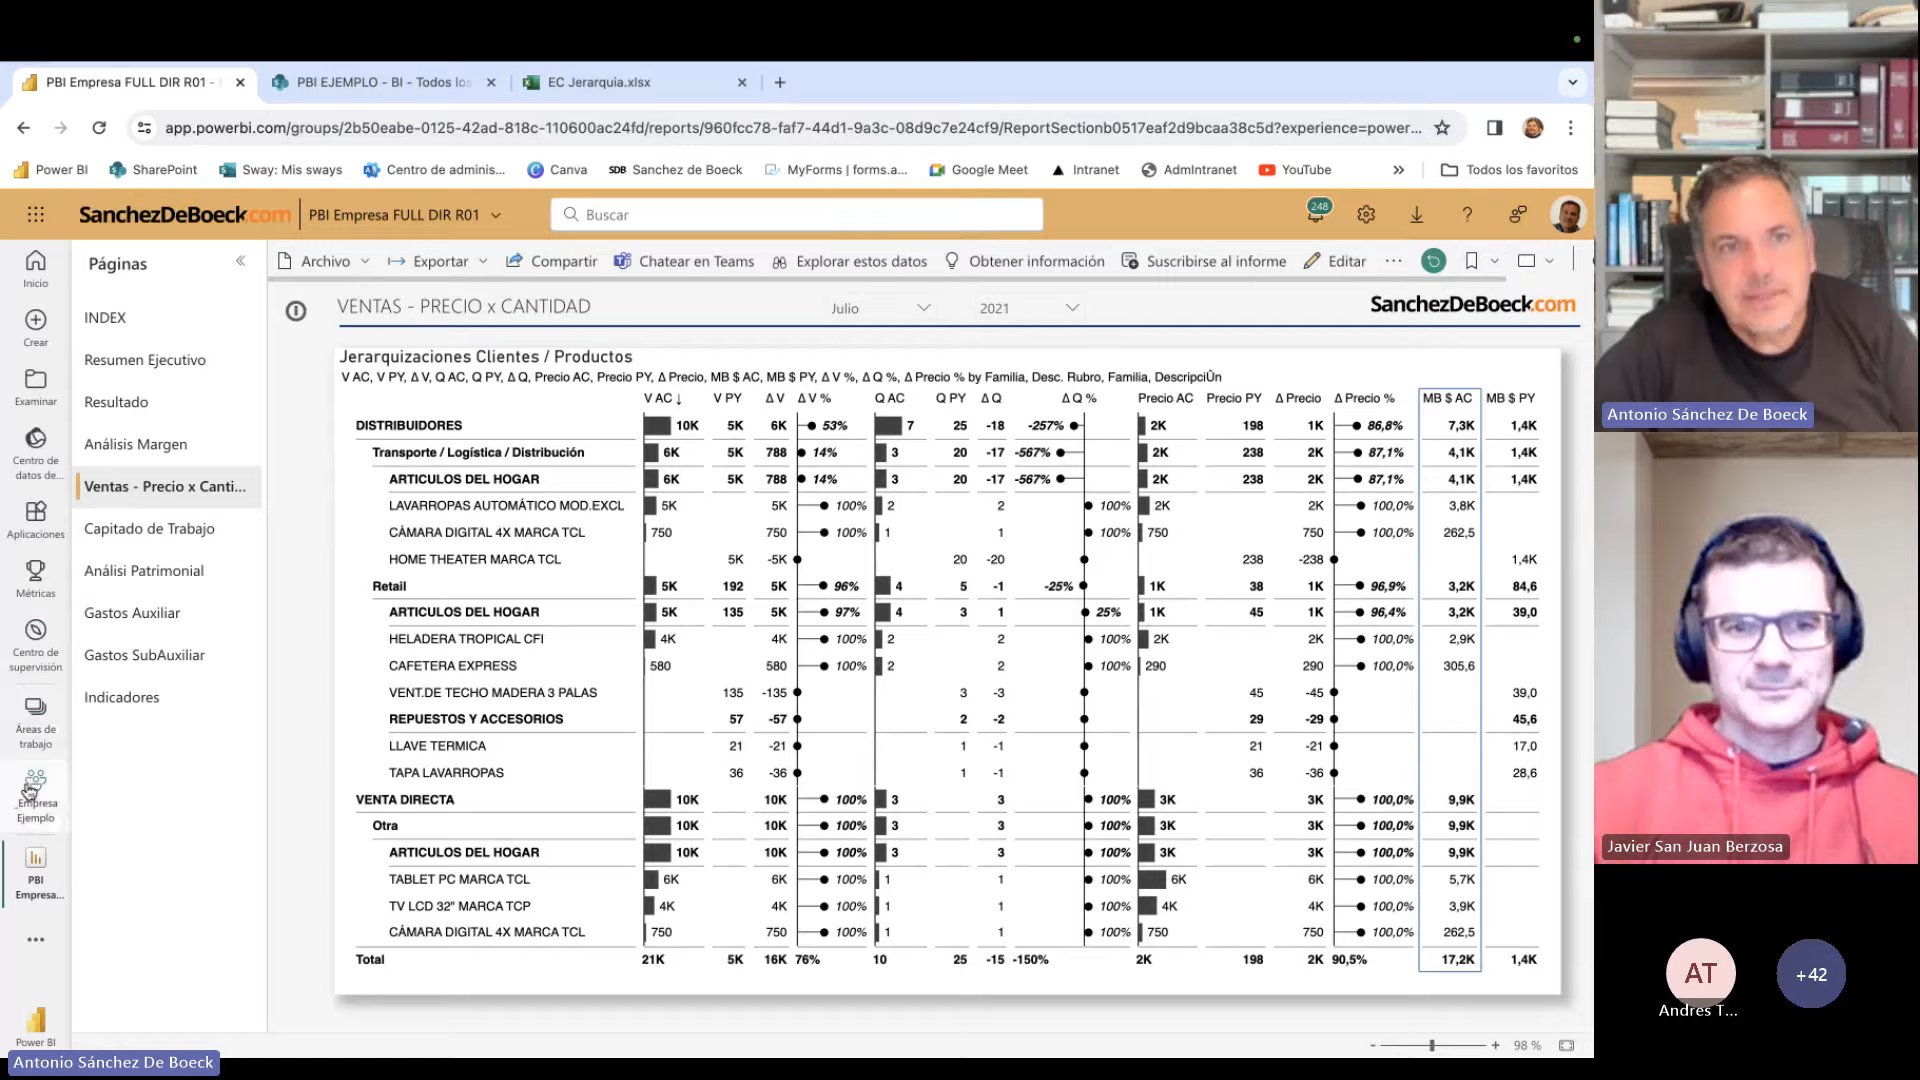 PBI Empresa FULL DIR R01 -
PBI EJEMPLO - BI - Todos los
EC Jerarquia.xlsx
app.powerbi.com/groups/2b50eabe-0125-42ad-818c-110600ac24fd/reports/960fcc78-faf7-44d1-9a3c-08d9c7e24cf9/ReportSectionb0517eaf2d9bcaa38c5d?experience=power...
Power BI
SharePoint
Sway: Mis sways
Centro de adminis...
Canva
SDB Sanchez de Boeck
MyForms | forms.a...
Google Meet
Intranet
AdmIntranet
YouTube
Todos los favoritos
SanchezDeBoeck.com
PBI Empresa FULL DIR R01
Buscar
248
Archivo
Exportar
Compartir
Chatear en Teams
Explorar estos datos
Obtener información
Suscribirse al informe
Editar
Inicio
Crear
Examinar
Centro de datos de...
Aplicaciones
Métricas
Centro de supervisión
Áreas de trabajo
_Empresa Ejemplo
PBI Empresa...
Power BI
Páginas
INDEX
Resumen Ejecutivo
Resultado
Análisis Margen
Ventas - Precio x Canti...
Capitado de Trabajo
Análisi Patrimonial
Gastos Auxiliar
Gastos SubAuxiliar
Indicadores
VENTAS - PRECIO x CANTIDAD
Julio
2021
SanchezDeBoeck.com
Jerarquizaciones Clientes / Productos
V AC, V PY, Δ V, Q AC, Q PY, Δ Q, Precio AC, Precio PY, Δ Precio, MB $ AC, MB $ PY, Δ V %, Δ Q %, Δ Precio % by Familia, Desc. Rubro, Familia, DescripciÛn
V AC ↓ V PY Δ V Δ V % Q AC Q PY Δ Q Δ Q % Precio AC Precio PY Δ Precio Δ Precio % MB $ AC MB $ PY
DISTRIBUIDORES 10K 5K 6K 53% 7 25 -18 -257% 2K 198 1K 86,8% 7,3K 1,4K
Transporte / Logística / Distribución 6K 5K 788 14% 3 20 -17 -567% 2K 238 2K 87,1% 4,1K 1,4K
ARTICULOS DEL HOGAR 6K 5K 788 14% 3 20 -17 -567% 2K 238 2K 87,1% 4,1K 1,4K
LAVARROPAS AUTOMÁTICO MOD.EXCL 5K 5K 100% 2 2 100% 2K 2K 100,0% 3,8K
CÁMARA DIGITAL 4X MARCA TCL 750 750 100% 1 1 100% 750 750 100,0% 262,5
HOME THEATER MARCA TCL 5K -5K 20 -20 238 -238 1,4K
Retail 5K 192 5K 96% 4 5 -1 -25% 1K 38 1K 96,9% 3,2K 84,6
ARTICULOS DEL HOGAR 5K 135 5K 97% 4 3 1 25% 1K 45 1K 96,4% 3,2K 39,0
HELADERA TROPICAL CFI 4K 4K 100% 2 2 100% 2K 2K 100,0% 2,9K
CAFETERA EXPRESS 580 580 100% 2 2 100% 290 290 100,0% 305,6
VENT.DE TECHO MADERA 3 PALAS 135 -135 3 -3 45 -45 39,0
REPUESTOS Y ACCESORIOS 57 -57 2 -2 29 -29 45,6
LLAVE TERMICA 21 -21 1 -1 21 -21 17,0
TAPA LAVARROPAS 36 -36 1 -1 36 -36 28,6
VENTA DIRECTA 10K 10K 100% 3 3 100% 3K 3K 100,0% 9,9K
Otra 10K 10K 100% 3 3 100% 3K 3K 100,0% 9,9K
ARTICULOS DEL HOGAR 10K 10K 100% 3 3 100% 3K 3K 100,0% 9,9K
TABLET PC MARCA TCL 6K 6K 100% 1 1 100% 6K 6K 100,0% 5,7K
TV LCD 32" MARCA TCP 4K 4K 100% 1 1 100% 4K 4K 100,0% 3,9K
CÁMARA DIGITAL 4X MARCA TCL 750 750 100% 1 1 100% 750 750 100,0% 262,5
Total 21K 5K 16K 76% 10 25 -15 -150% 2K 198 2K 90,5% 17,2K 1,4K
- + 98 %
Antonio Sánchez De Boeck
Antonio Sánchez De Boeck
Javier San Juan Berzosa
AT
Andres T...
+42